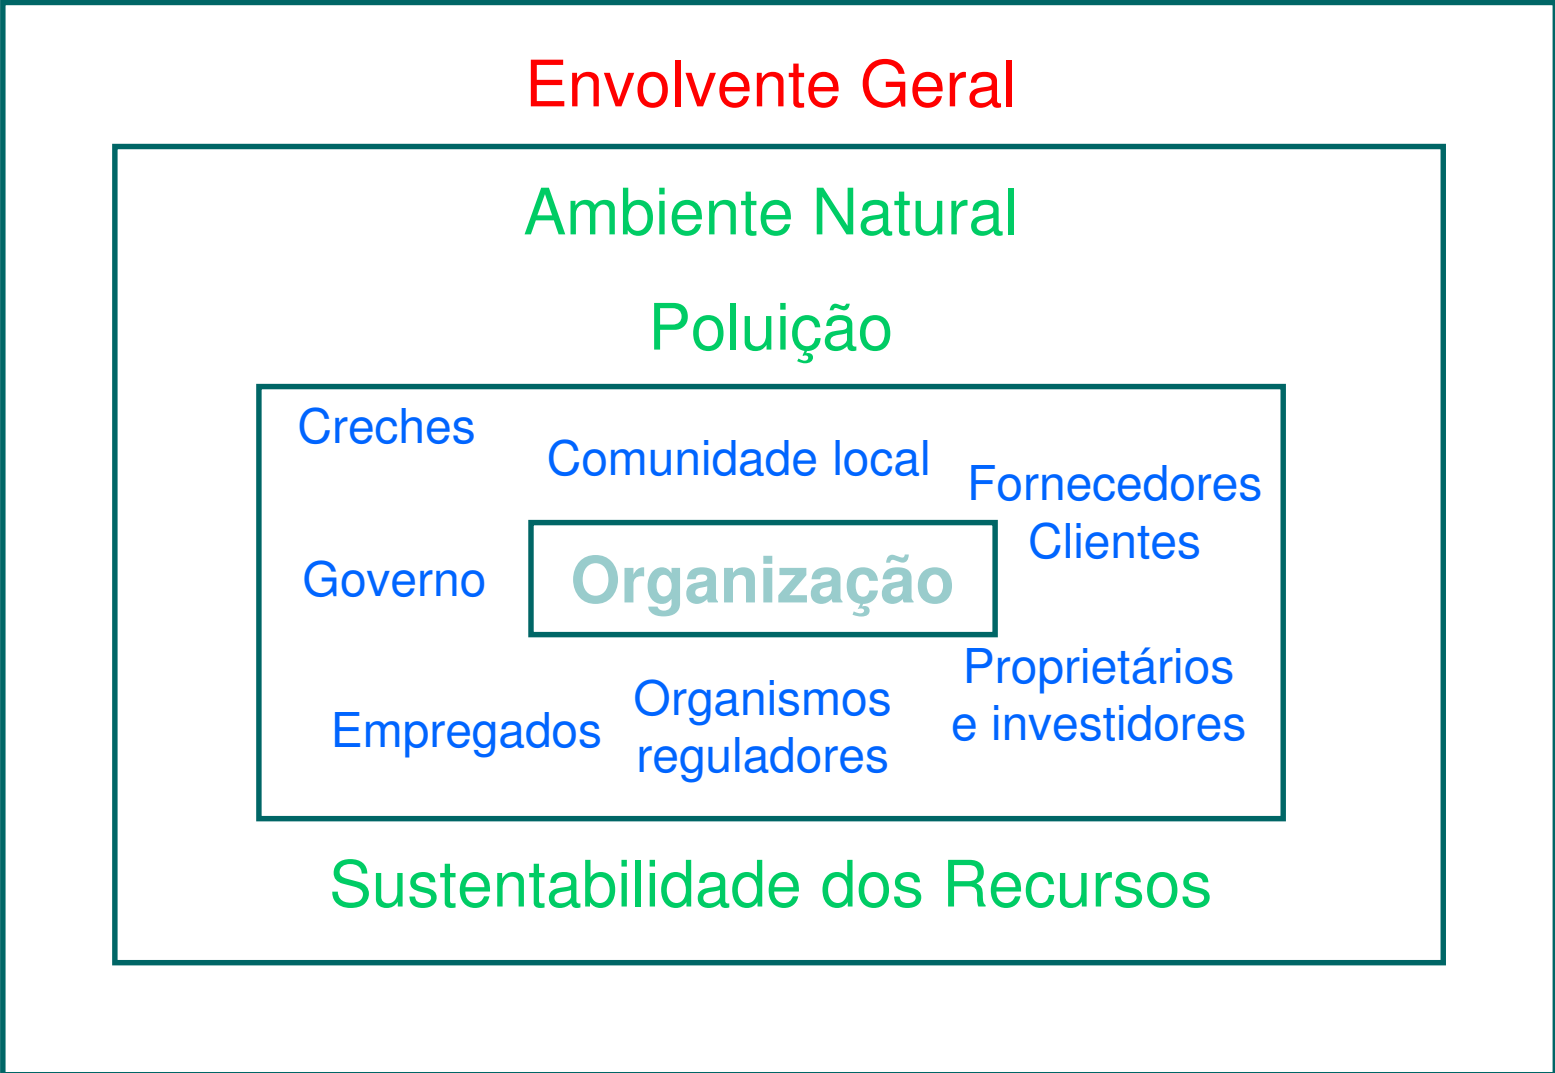 Envolvente Geral
Ambiente Natural
Poluição
Creches
Comunidade local
Fornecedores
Clientes
Governo
Organização
Proprietários
e investidores
Empregados
Organismos
reguladores
Sustentabilidade dos Recursos